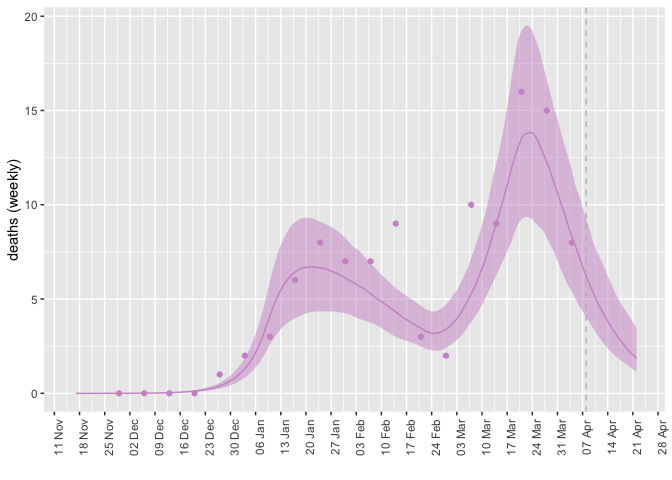 deaths (weekly)
20
15
10
5
0
11 Nov
18 Nov
25 Nov
02 Dec
09 Dec
16 Dec
23 Dec
30 Dec
06 Jan
13 Jan
20 Jan
27 Jan
03 Feb
10 Feb
17 Feb
24 Feb
03 Mar
10 Mar
17 Mar
24 Mar
31 Mar
07 Apr
14 Apr
21 Apr
28 Apr